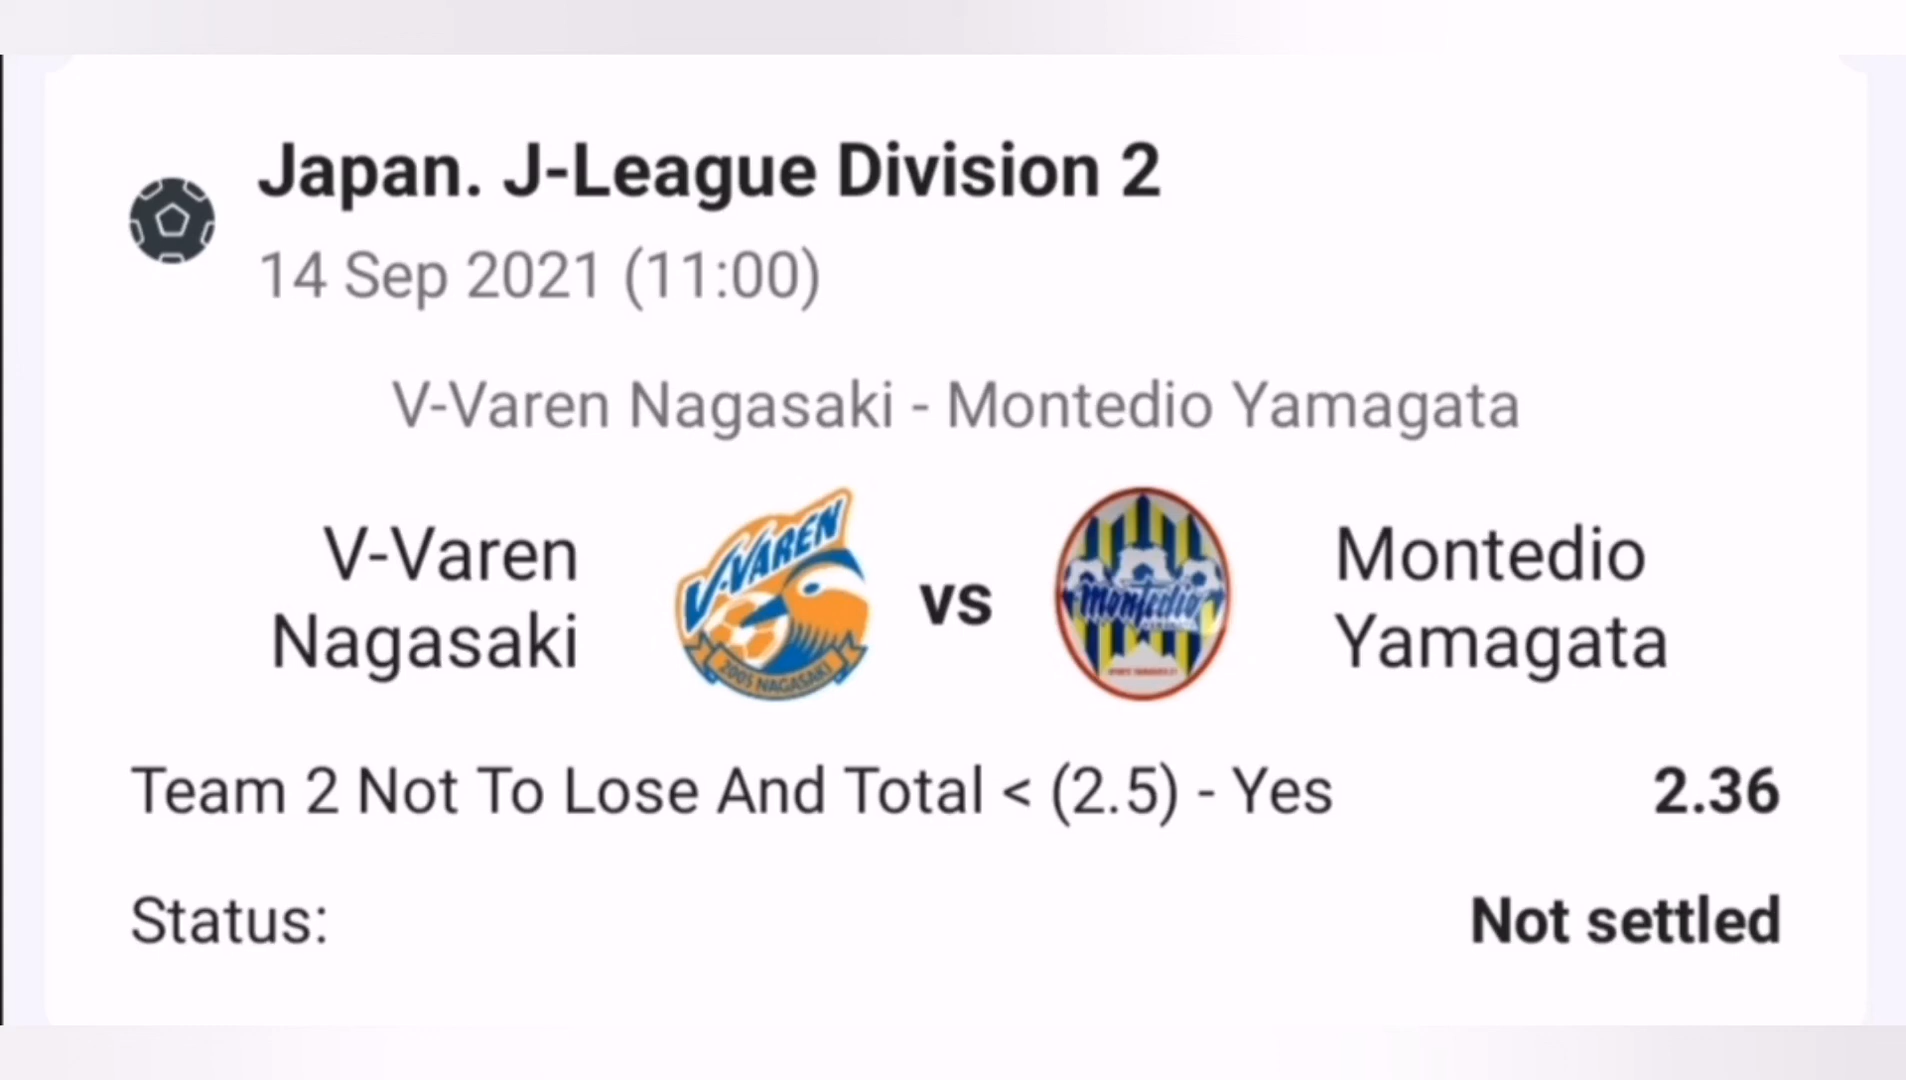 Japan. J-League Division 2
14 Sep 2021 (11:00)
V-Varen Nagasaki - Montedio Yamagata
V-Varen
Nagasaki
V·VAREN
2005 NAGASAKI
vs
Montedio
Montedio
Yamagata
Team 2 Not To Lose And Total < (2.5) - Yes
2.36
Status:
Not settled